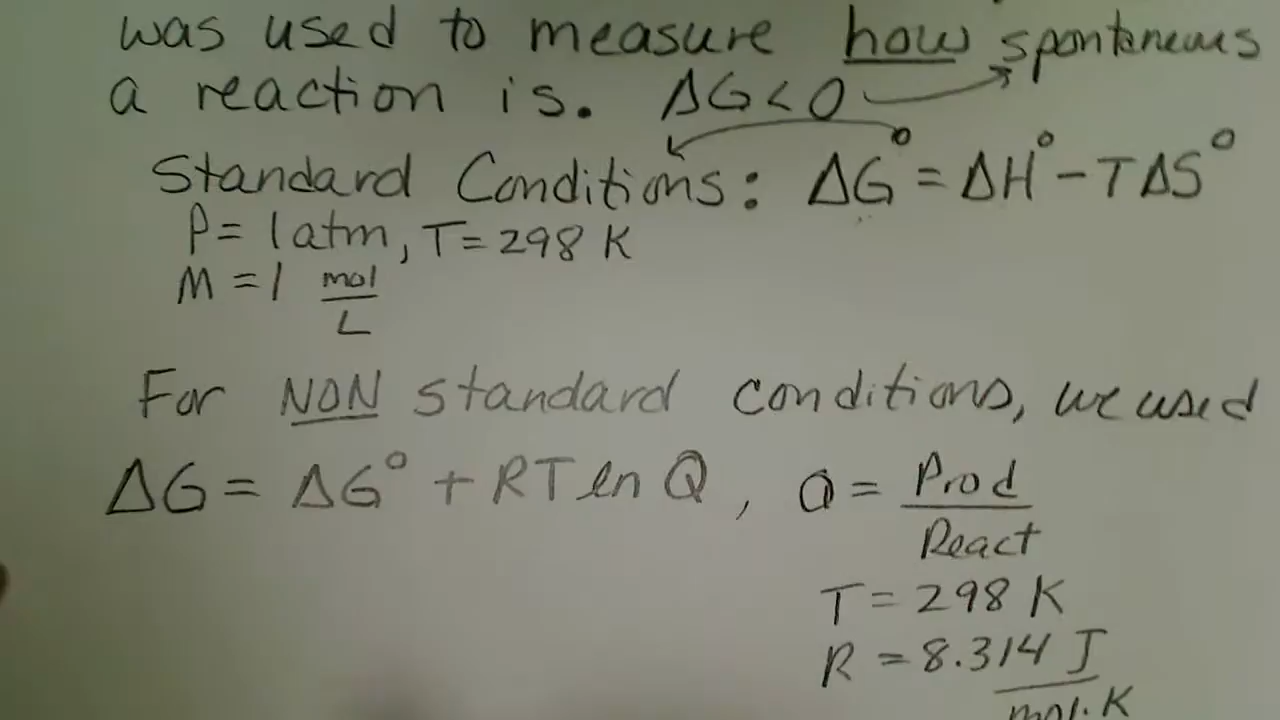 was used to measure how spontaneous
a reaction is. ΔG < 0
Standard Conditions: ΔG° = ΔH° - TΔS°
P = 1 atm, T = 298 K
M = 1 mol/L
For NON standard conditions, we used
ΔG = ΔG° + RT ln Q, Q = Prod/React
T = 298 K
R = 8.314 J/mol·K